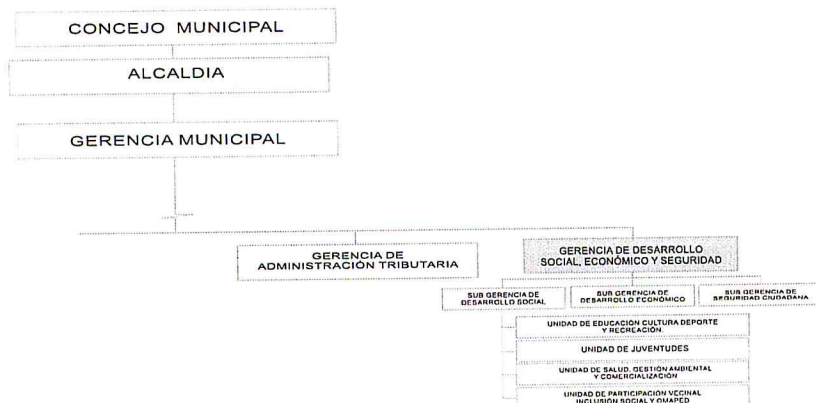 CONCEJO MUNICIPAL
ALCALDIA
GERENCIA MUNICIPAL
GERENCIA DE
ADMINISTRACIÓN TRIBUTARIA
GERENCIA DE DESARROLLO
SOCIAL, ECONÓMICO Y SEGURIDAD
SUB GERENCIA DE
DESARROLLO SOCIAL
SUB GERENCIA DE
DESARROLLO ECONÓMICO
SUB GERENCIA DE
SEGURIDAD CIUDADANA
UNIDAD DE EDUCACIÓN CULTURA DEPORTE
Y RECREACIÓN.
UNIDAD DE JUVENTUDES
UNIDAD DE SALUD, GESTIÓN AMBIENTAL
Y COMERCIALIZACIÓN
UNIDAD DE PARTICIPACIÓN VECINAL
INCLUSIÓN SOCIAL Y OMAPED